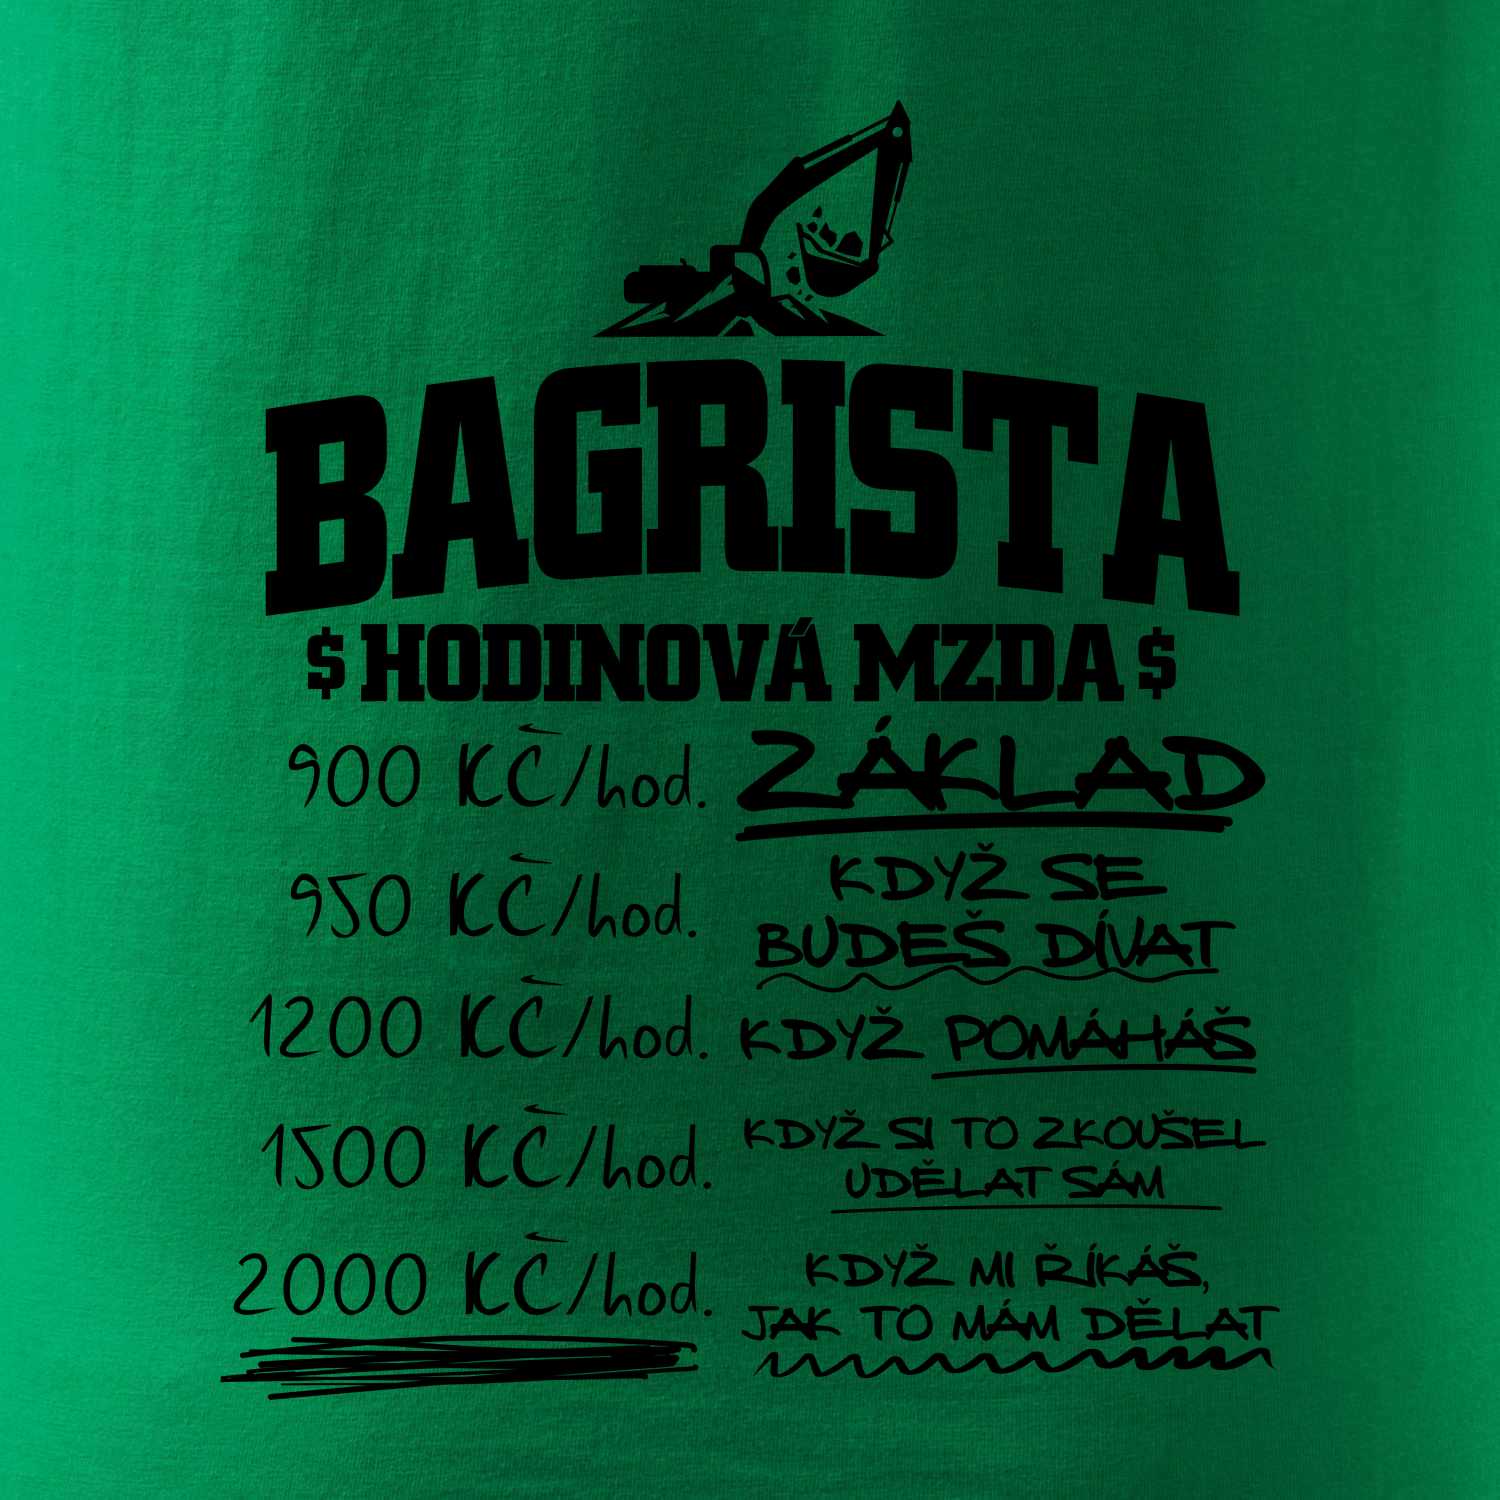 BAGRISTA
$ HODINOVÁ MZDA $
900 KČ/hod. ZÁKLAD
950 KČ/hod. KDYŽ SE
BUDEŠ DÍVAT
1200 KČ/hod. KDYŽ POMÁHÁŠ
1500 KČ/hod. KDYŽ SI TO ZKOUŠEL
UDĚLAT SÁM
2000 KČ/hod. KDYŽ MI ŘÍKÁŠ,
JAK TO MÁM DĚLAT